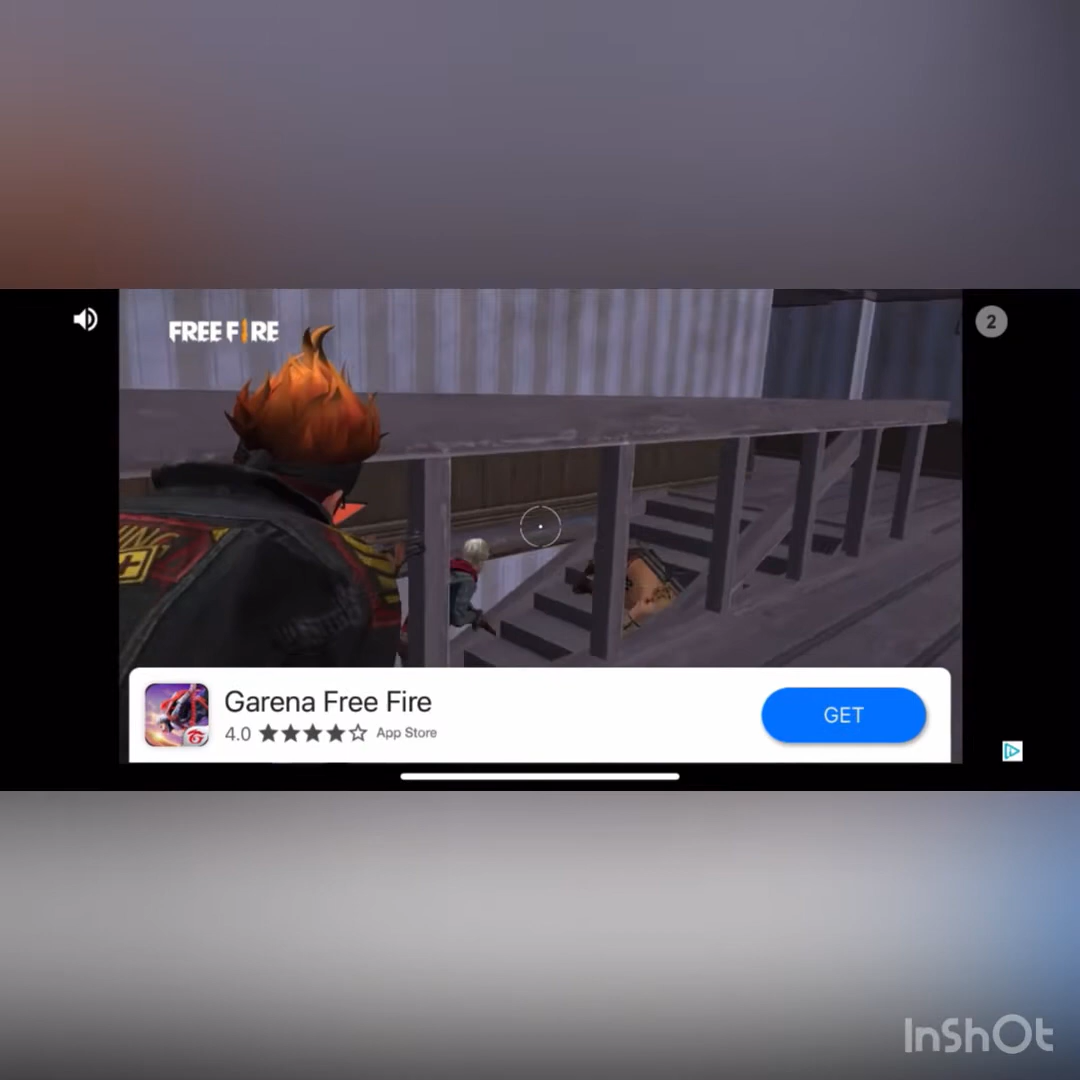 FREE FIRE
2
Garena Free Fire
4.0 App Store
GET
InShOt